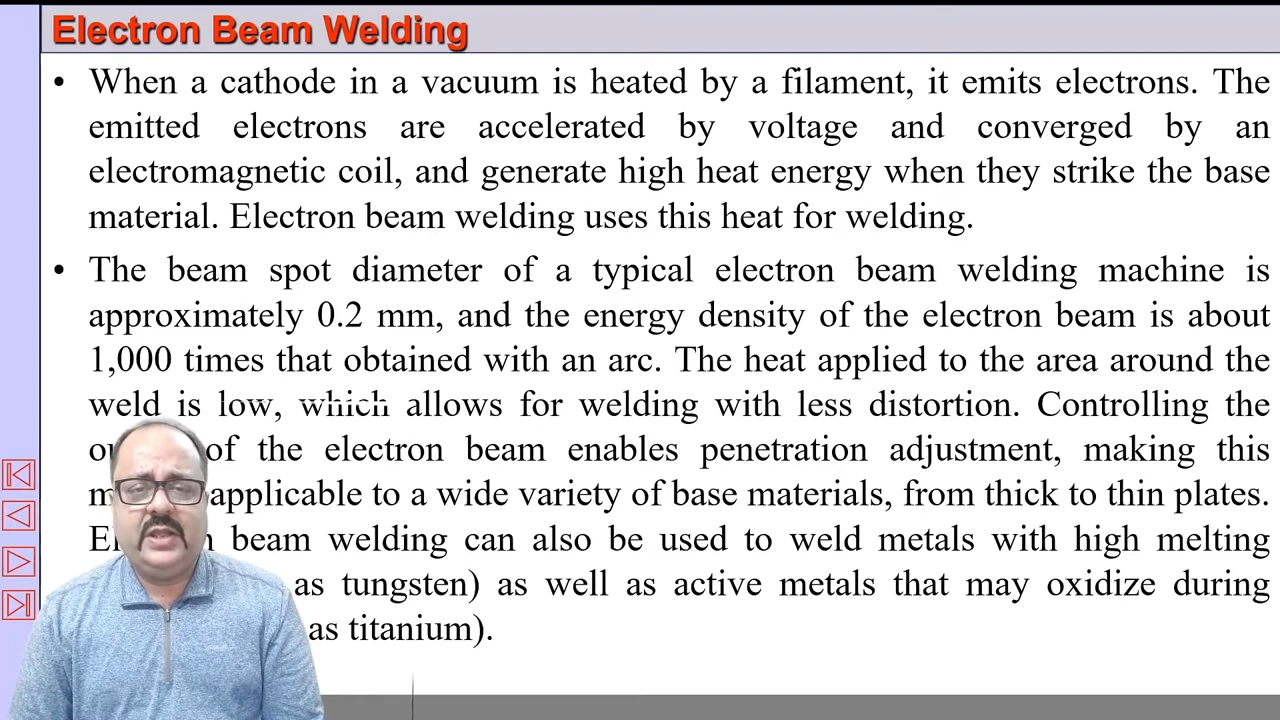 Electron Beam Welding
• When a cathode in a vacuum is heated by a filament, it emits electrons. The
emitted electrons are accelerated by voltage and converged by an
electromagnetic coil, and generate high heat energy when they strike the base
material. Electron beam welding uses this heat for welding.
• The beam spot diameter of a typical electron beam welding machine is
approximately 0.2 mm, and the energy density of the electron beam is about
1,000 times that obtained with an arc. The heat applied to the area around the
weld is low, which allows for welding with less distortion. Controlling the
of the electron beam enables penetration adjustment, making this
applicable to a wide variety of base materials, from thick to thin plates.
beam welding can also be used to weld metals with high melting
as tungsten) as well as active metals that may oxidize during
as titanium).